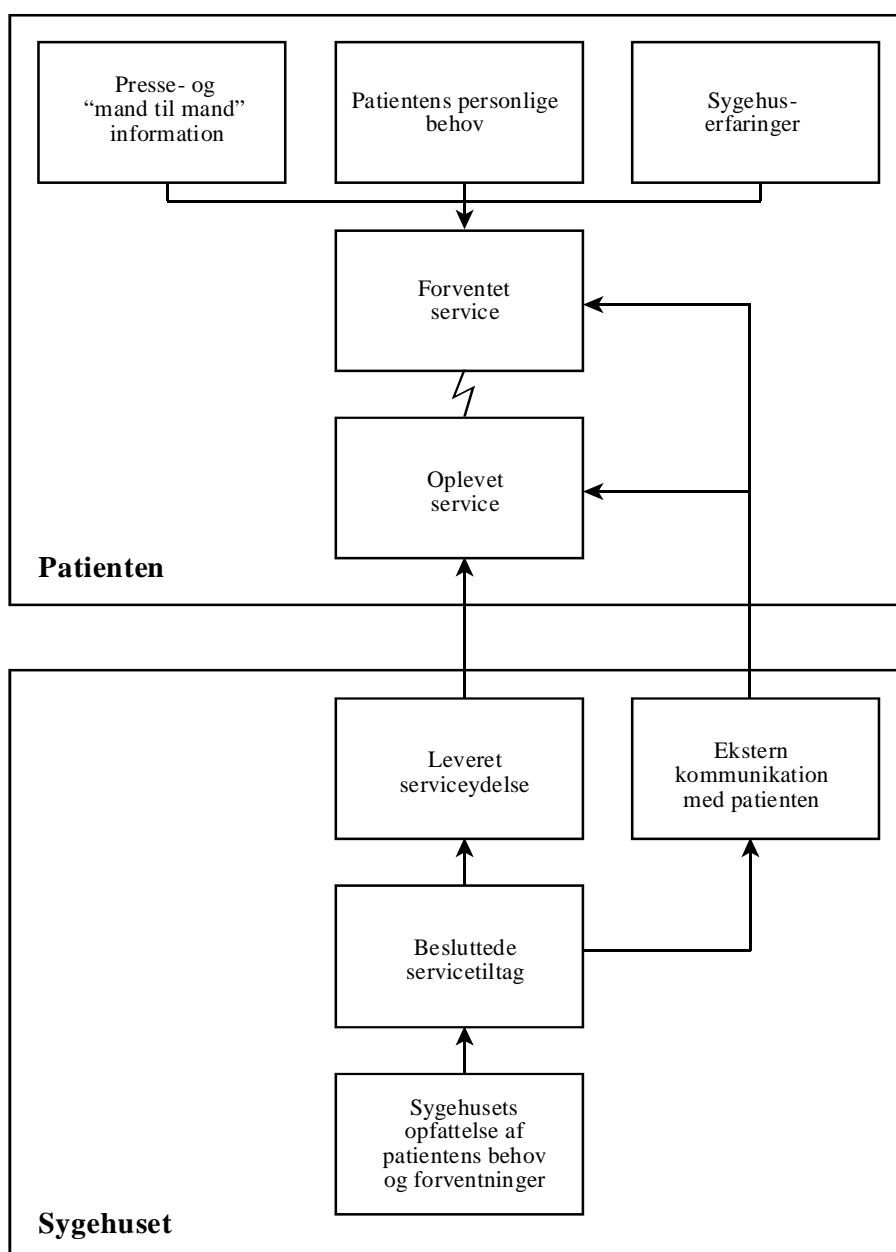 Presse- og
“mand til mand”
information
Patientens personlige
behov
Sygehus-
erfaringer
Forventet
service
Oplevet
service
Patienten
Leveret
serviceydelse
Ekstern
kommunikation
med patienten
Besluttede
servicetiltag
Sygehusets
opfattelse af
patientens behov
og forventninger
Sygehuset